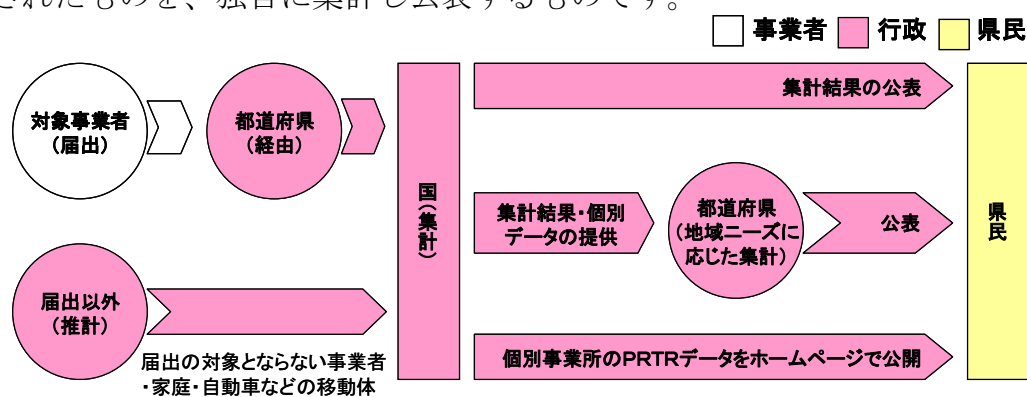 されたものを、独自に集計し公表するものです。
事業者 行政 県民
対象事業者
(届出)
都道府県
(経由)
国(集計)
集計結果の公表
集計結果・個別
データの提供
都道府県
(地域ニーズに
応じた集計)
公表
県民
届出以外
(推計)
届出の対象とならない事業者
・家庭・自動車などの移動体
個別事業所のPRTRデータをホームページで公開